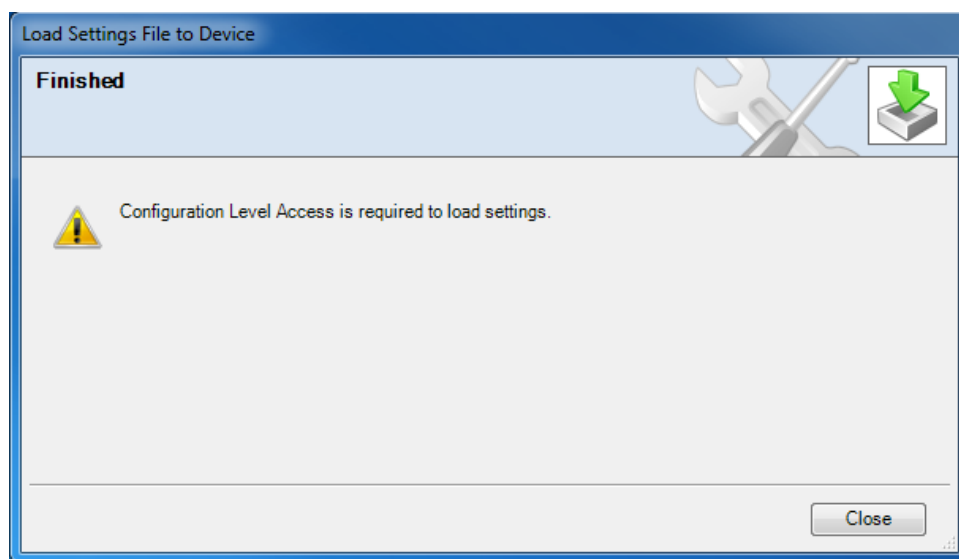 Load Settings File to Device
Finished
Configuration Level Access is required to load settings.
Close